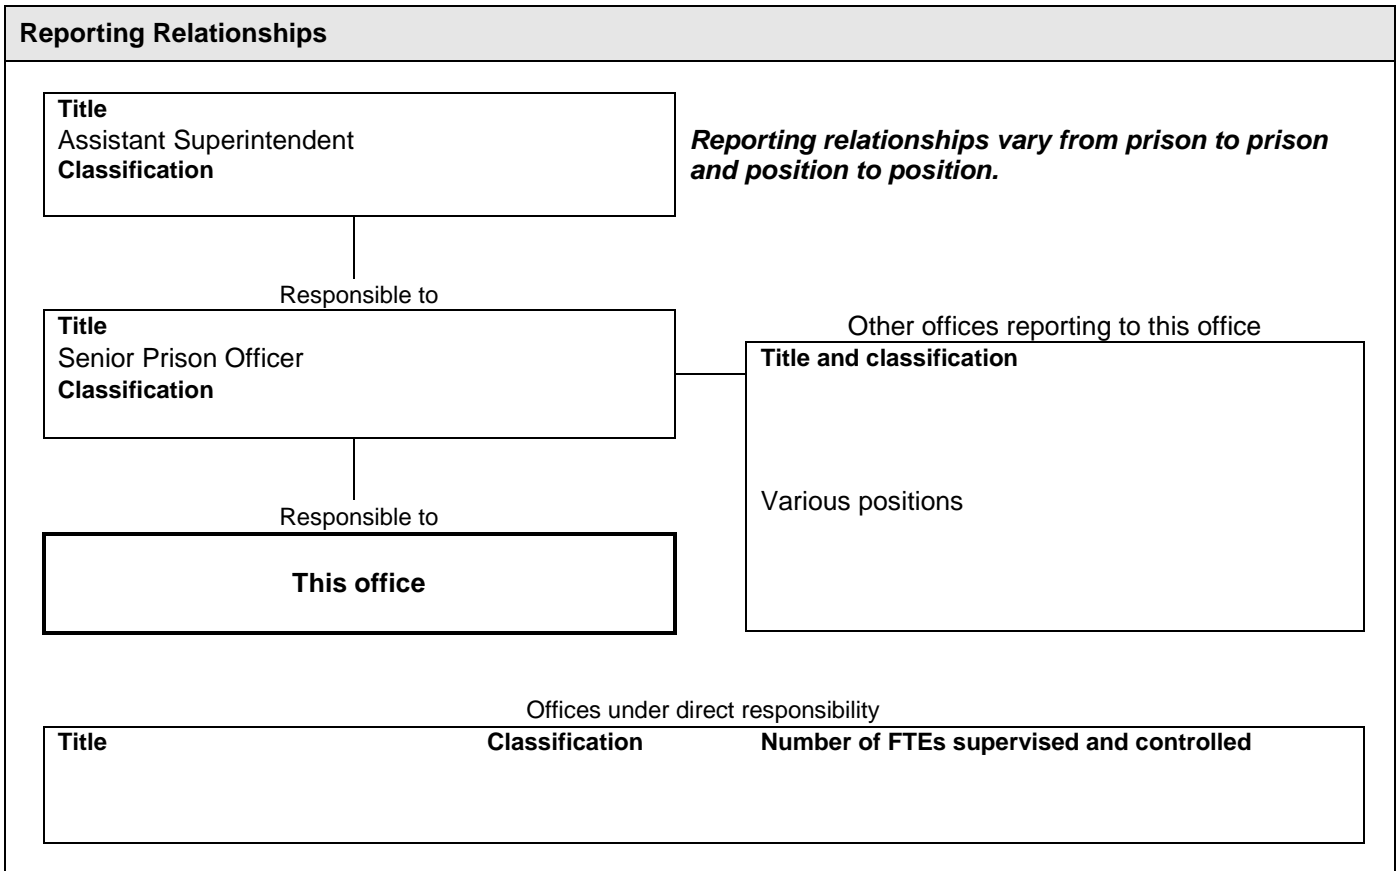 Reporting Relationships
Title
Assistant Superintendent
Classification
Reporting relationships vary from prison to prison
and position to position.
Responsible to
Title
Senior Prison Officer
Classification
Other offices reporting to this office
Title and classification
Various positions
Responsible to
This office
Offices under direct responsibility
Title Classification Number of FTEs supervised and controlled